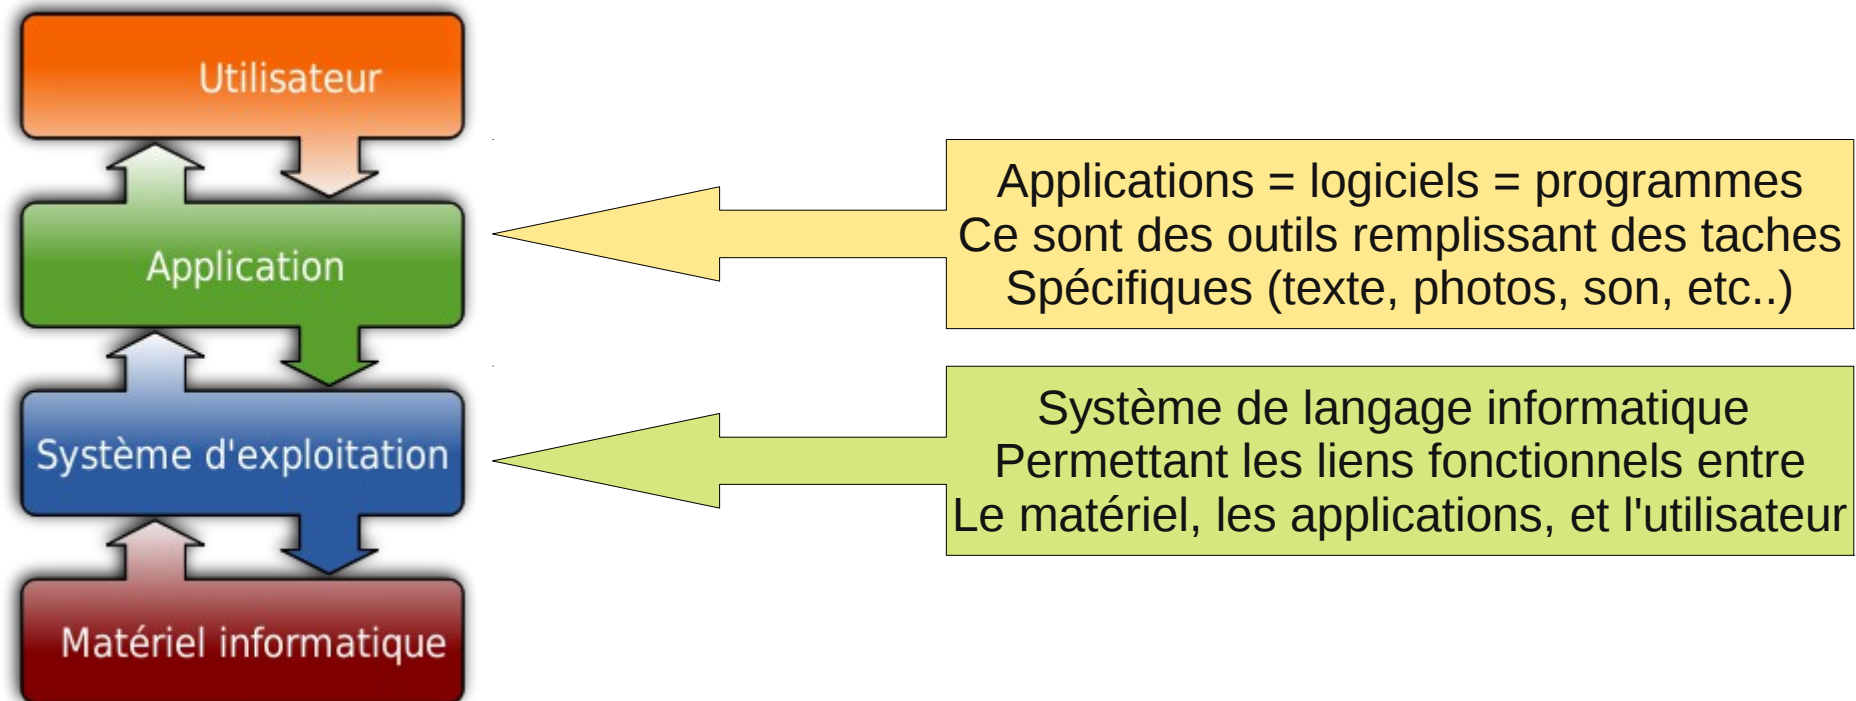 Utilisateur
Application
Système d'exploitation
Matériel informatique
Applications = logiciels = programmes
Ce sont des outils remplissant des taches
Spécifiques (texte, photos, son, etc..)
Système de langage informatique
Permettant les liens fonctionnels entre
Le matériel, les applications, et l'utilisateur